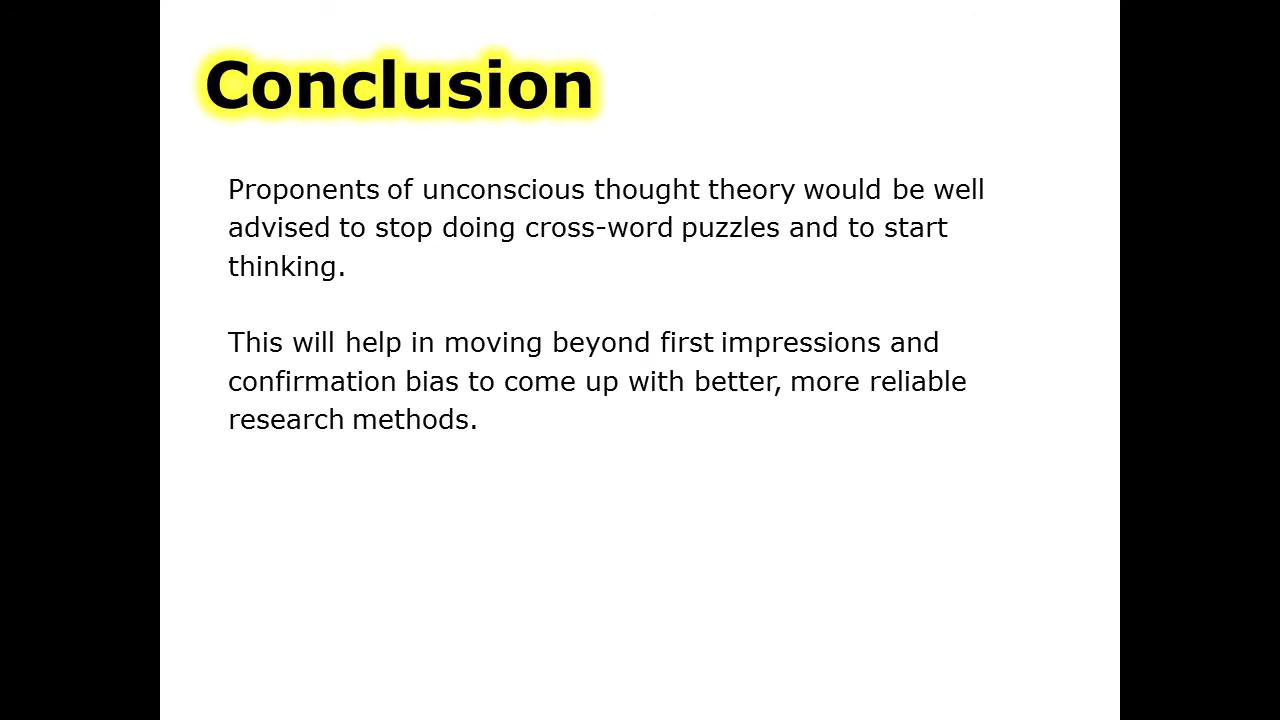 Conclusion
Proponents of unconscious thought theory would be well
advised to stop doing cross-word puzzles and to start
thinking.
This will help in moving beyond first impressions and
confirmation bias to come up with better, more reliable
research methods.